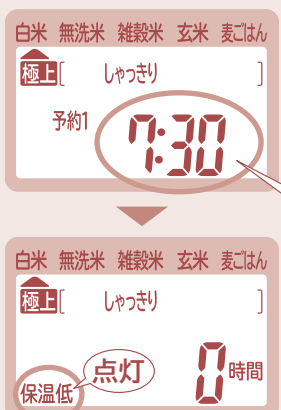 白米 無洗米 雑穀米 玄米 麦ごはん
極上[ しゃっきり ]
予約1 7:30
白米 無洗米 雑穀米 玄米 麦ごはん
極上[ しゃっきり ]
点灯
保温低 0時間